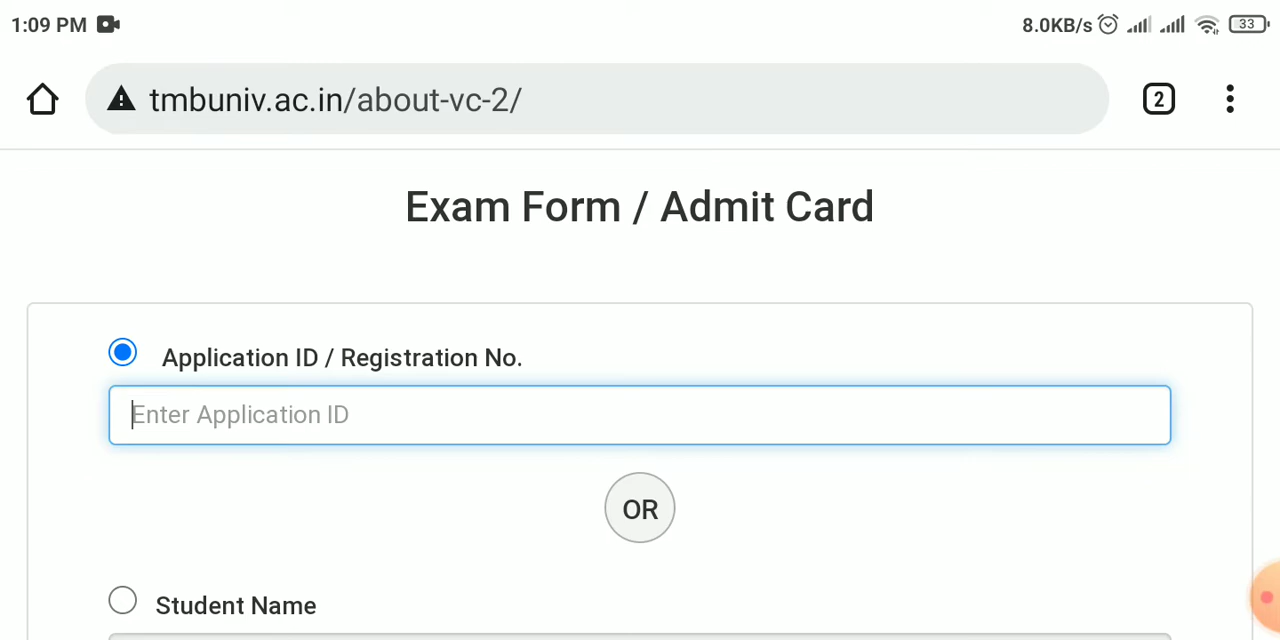 1:09 PM 8.0KB/s 33
tmbuniv.ac.in/about-vc-2/ 2
Exam Form / Admit Card
Application ID / Registration No.
Enter Application ID
OR
Student Name